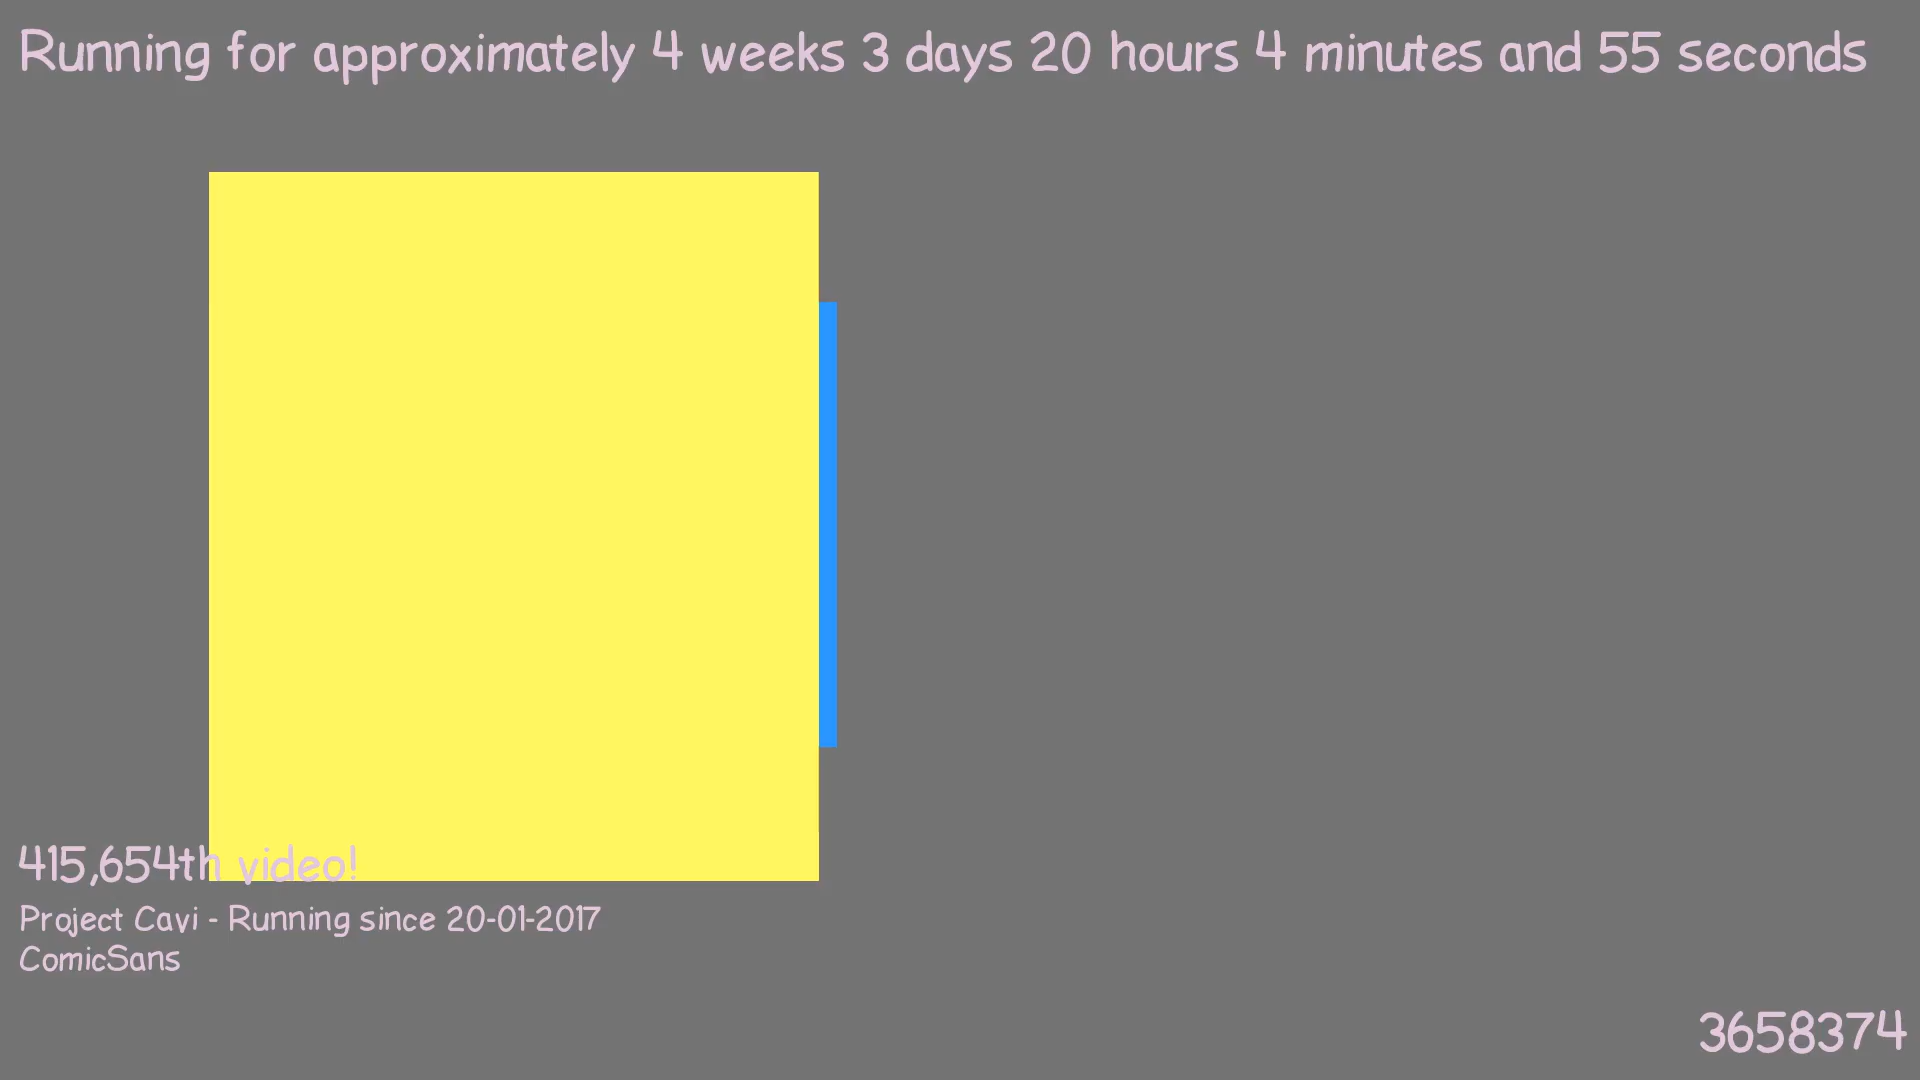 Running for approximately 4 weeks 3 days 20 hours 4 minutes and 55 seconds
415,654th video!
Project Cavi - Running since 20-01-2017
ComicSans
3658374